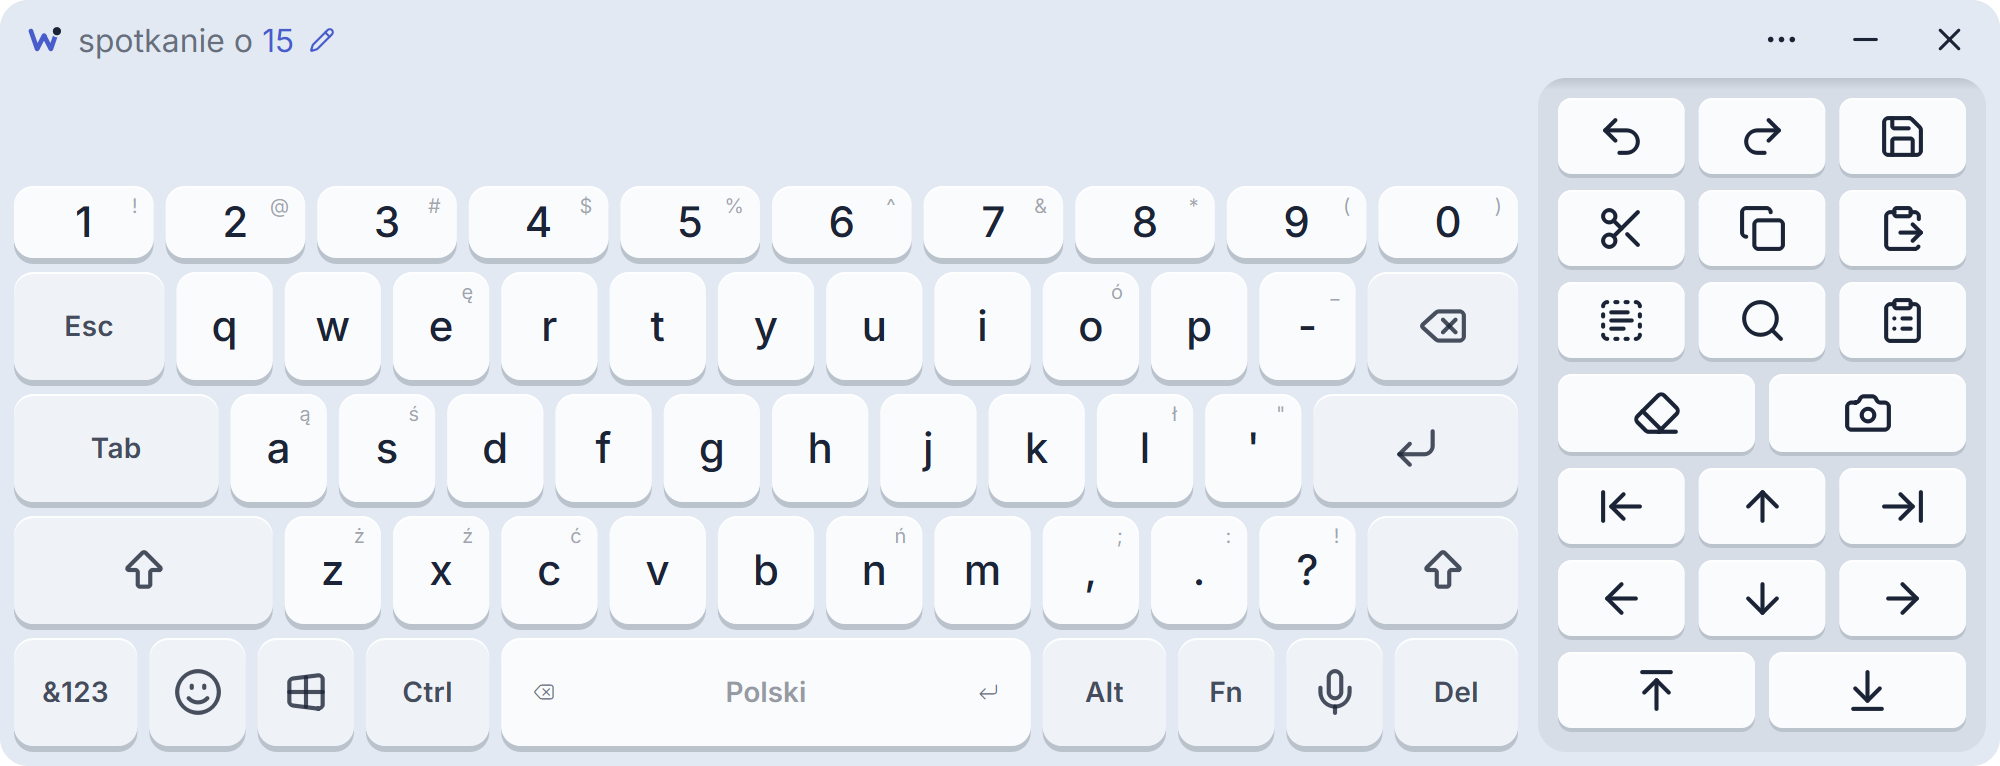 spotkanie o 15
1 ! 2 @ 3 # 4 $ 5 % 6 ^ 7 & 8 * 9 ( 0 )
Esc q w e ę r t y u i o ó p - _
Tab a ą s ś d f g h j k l ł ' "
z ż x ź c ć v b n ń m , ; . : ? !
&123 Ctrl Polski Alt Fn Del